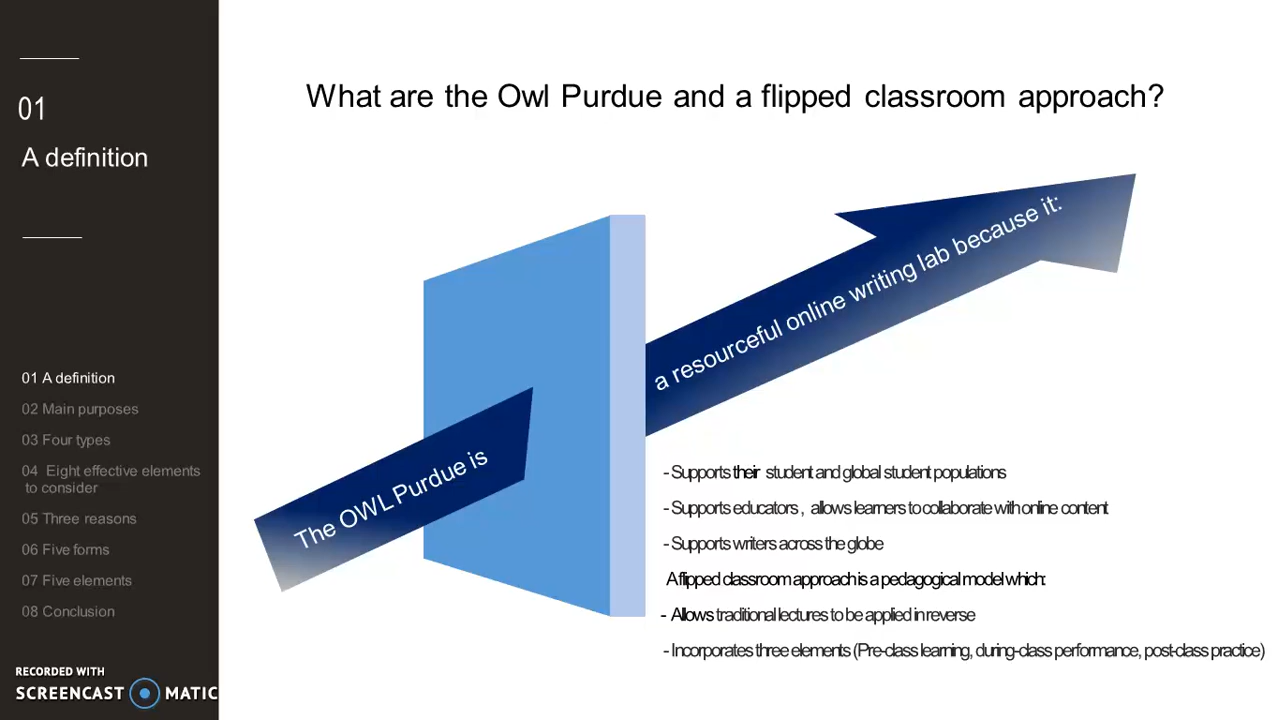 01
A definition
01 A definition
02 Main purposes
03 Four types
04 Eight effective elements
to consider
05 Three reasons
06 Five forms
07 Five elements
08 Conclusion
RECORDED WITH
SCREENCAST MATIC
What are the Owl Purdue and a flipped classroom approach?
The OWL Purdue is
a resourceful online writing lab because it:
- Supports their student and global student populations
- Supports educators , allows learners to collaborate with online content
- Supports writers across the globe
A flipped classroom approach is a pedagogical model which:
- Allows traditional lectures to be applied in reverse
- Incorporates three elements (Pre-class learning, during-class performance, post-class practice)